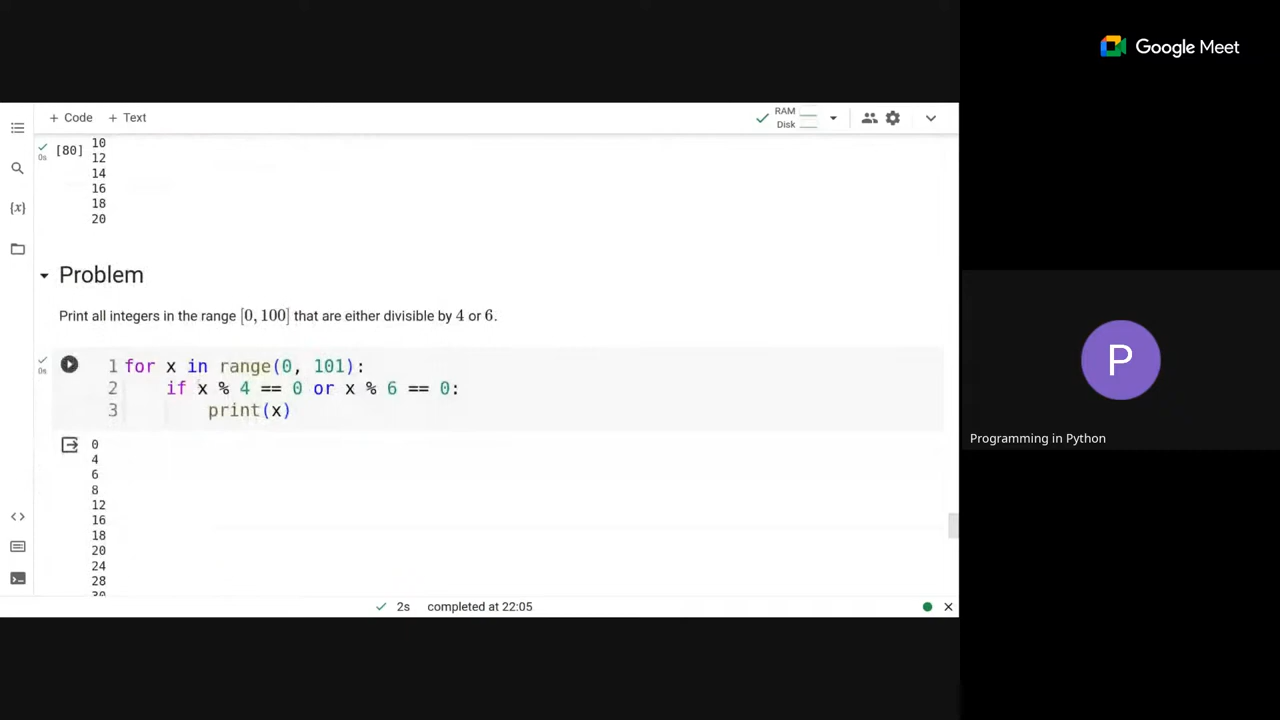 Google Meet
+ Code + Text
RAM
Disk
[80]
0s
10
12
14
16
18
20
{x}
Problem
Print all integers in the range [0, 100] that are either divisible by 4 or 6.
0s
1 for x in range(0, 101):
2 if x % 4 == 0 or x % 6 == 0:
3 print(x)
0
4
6
8
12
16
18
20
24
28
30
<>
2s completed at 22:05
P
Programming in Python